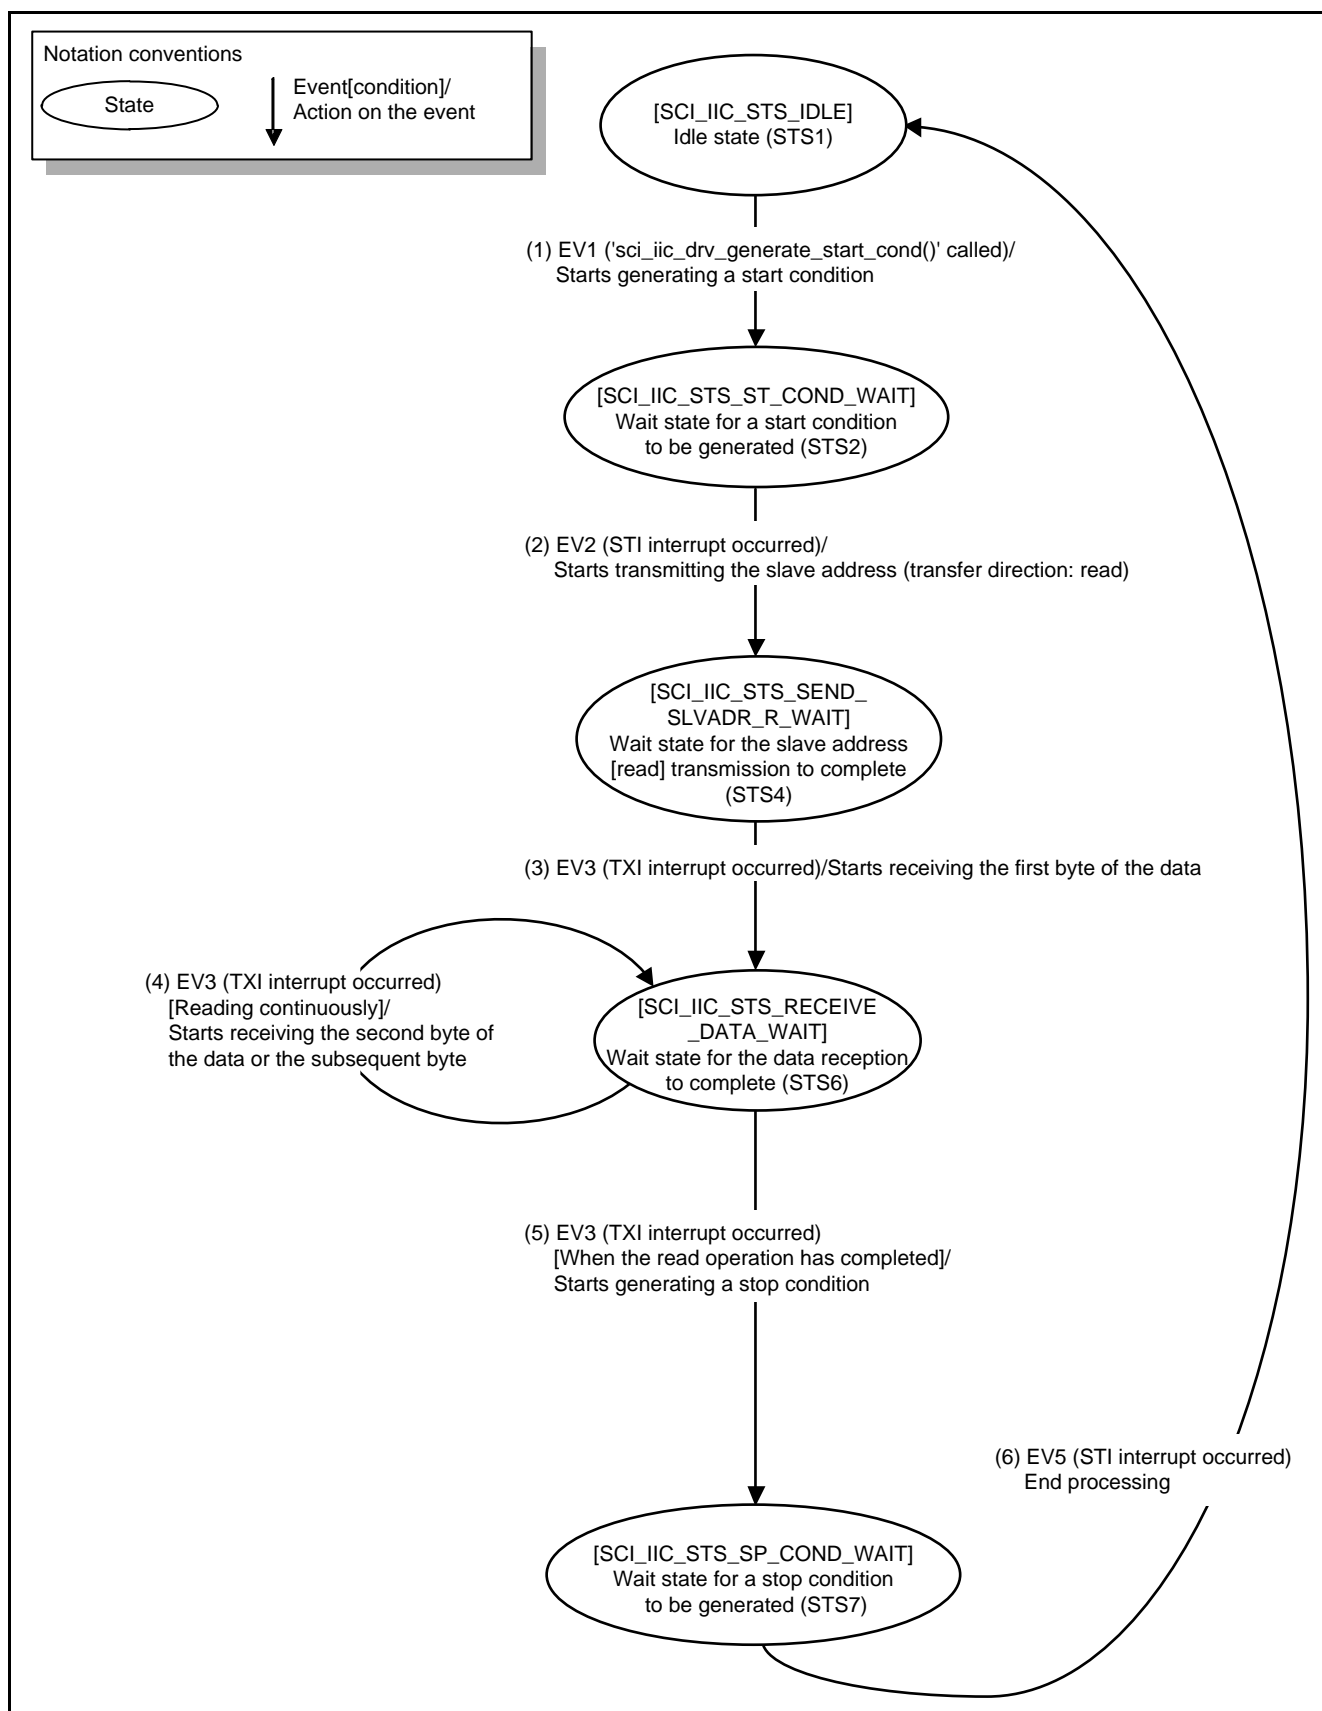 Notation conventions
State
Event[condition]/
Action on the event
[SCI_IIC_STS_IDLE]
Idle state (STS1)
(1) EV1 ('sci_iic_drv_generate_start_cond()' called)/
Starts generating a start condition
[SCI_IIC_STS_ST_COND_WAIT]
Wait state for a start condition
to be generated (STS2)
(2) EV2 (STI interrupt occurred)/
Starts transmitting the slave address (transfer direction: read)
[SCI_IIC_STS_SEND_
SLVADR_R_WAIT]
Wait state for the slave address
[read] transmission to complete
(STS4)
(3) EV3 (TXI interrupt occurred)/Starts receiving the first byte of the data
(4) EV3 (TXI interrupt occurred)
[Reading continuously]/
Starts receiving the second byte of
the data or the subsequent byte
[SCI_IIC_STS_RECEIVE
_DATA_WAIT]
Wait state for the data reception
to complete (STS6)
(5) EV3 (TXI interrupt occurred)
[When the read operation has completed]/
Starts generating a stop condition
(6) EV5 (STI interrupt occurred)
End processing
[SCI_IIC_STS_SP_COND_WAIT]
Wait state for a stop condition
to be generated (STS7)